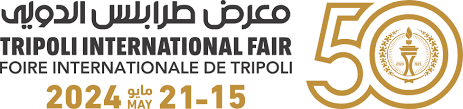 معرض طرابلس الدولي
TRIPOLI INTERNATIONAL FAIR
FOIRE INTERNATIONALE DE TRIPOLI
2024 مايو MAY 21-15
50